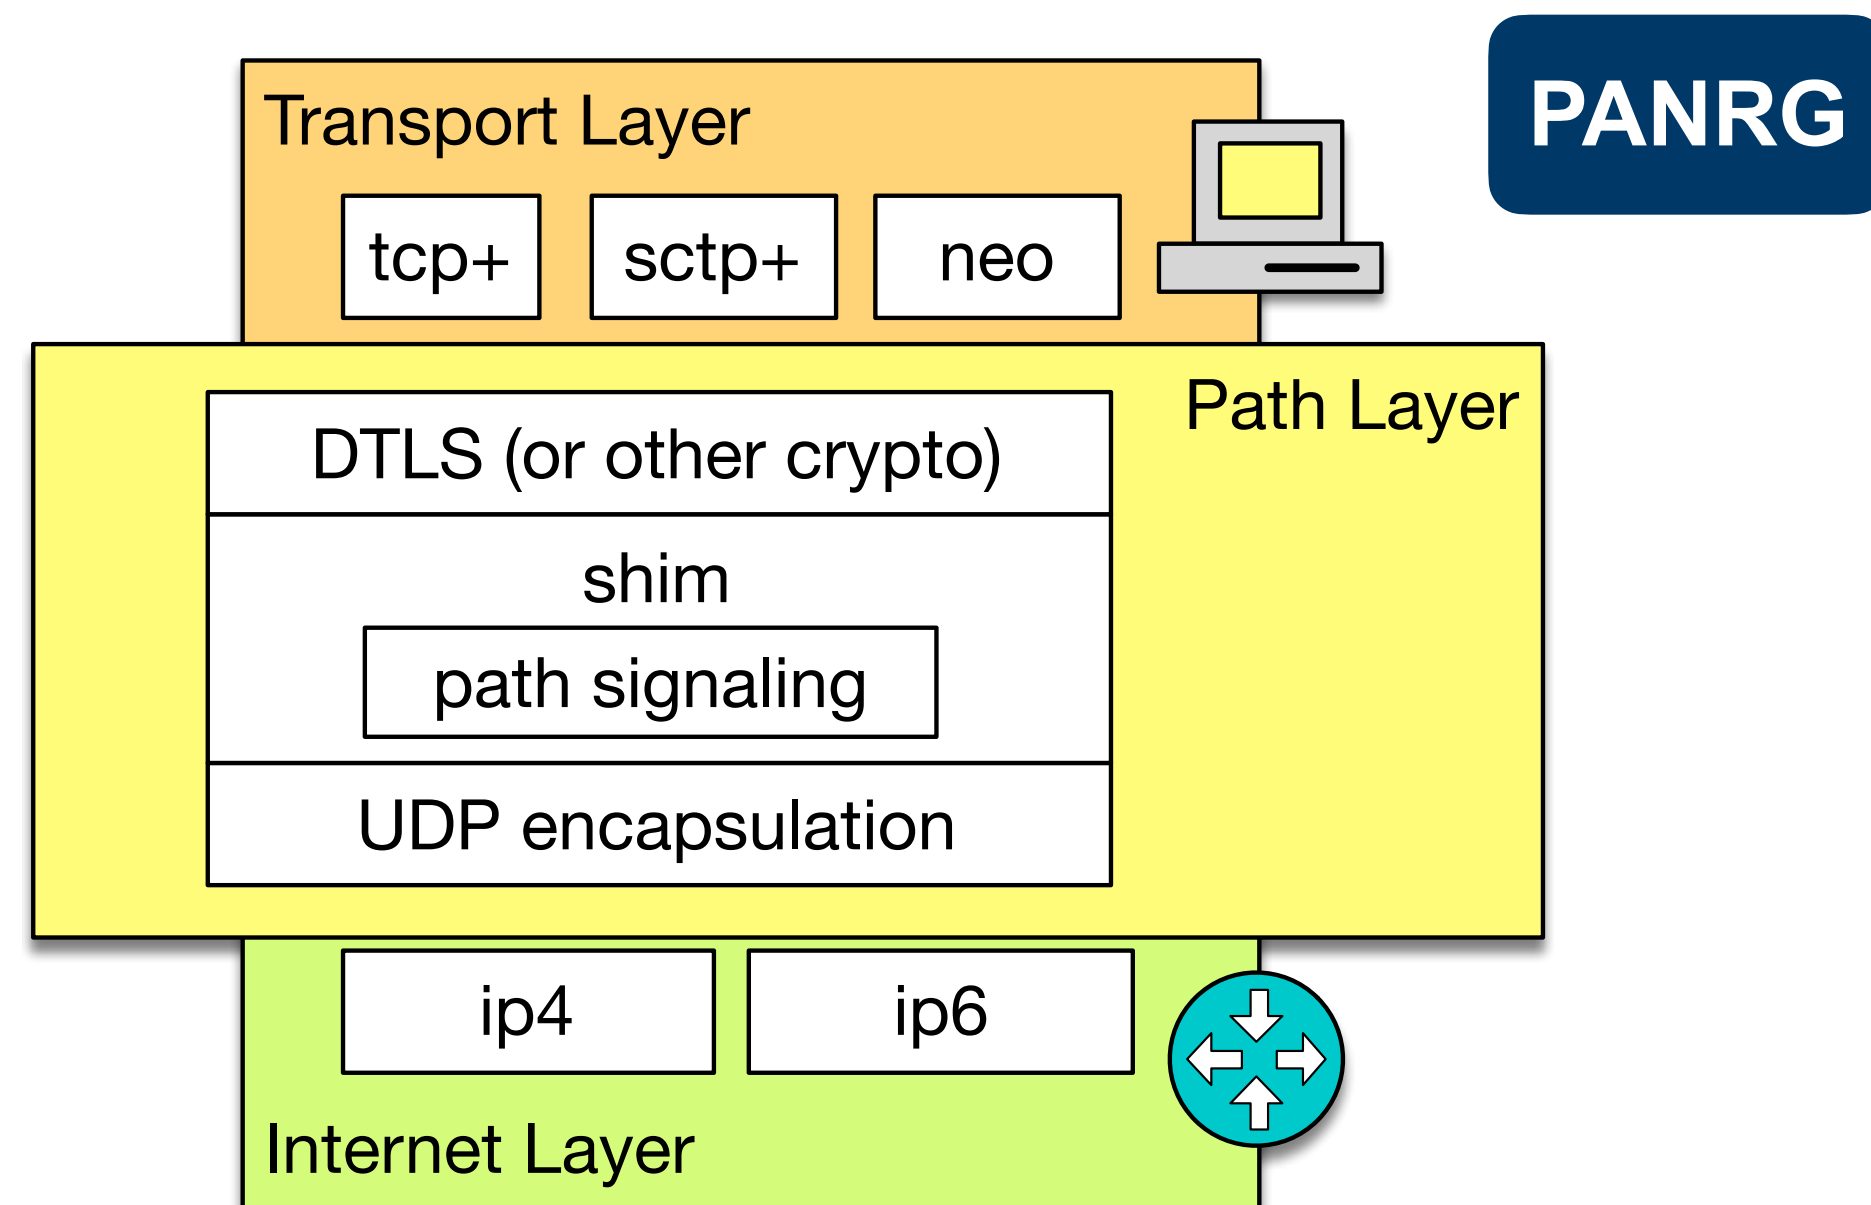 PANRG
Transport Layer
tcp+ sctp+ neo
Path Layer
DTLS (or other crypto)
shim
path signaling
UDP encapsulation
ip4 ip6
Internet Layer